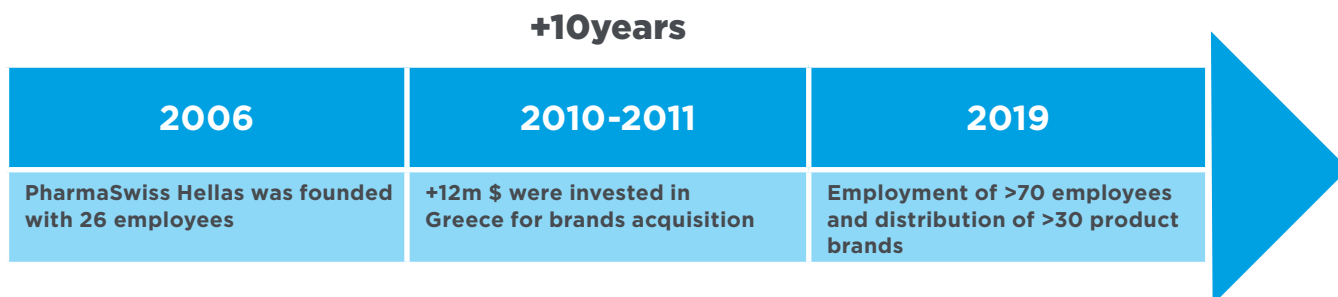 +10years
2006
2010-2011
2019
PharmaSwiss Hellas was founded
with 26 employees
+12m $ were invested in
Greece for brands acquisition
Employment of >70 employees
and distribution of >30 product
brands